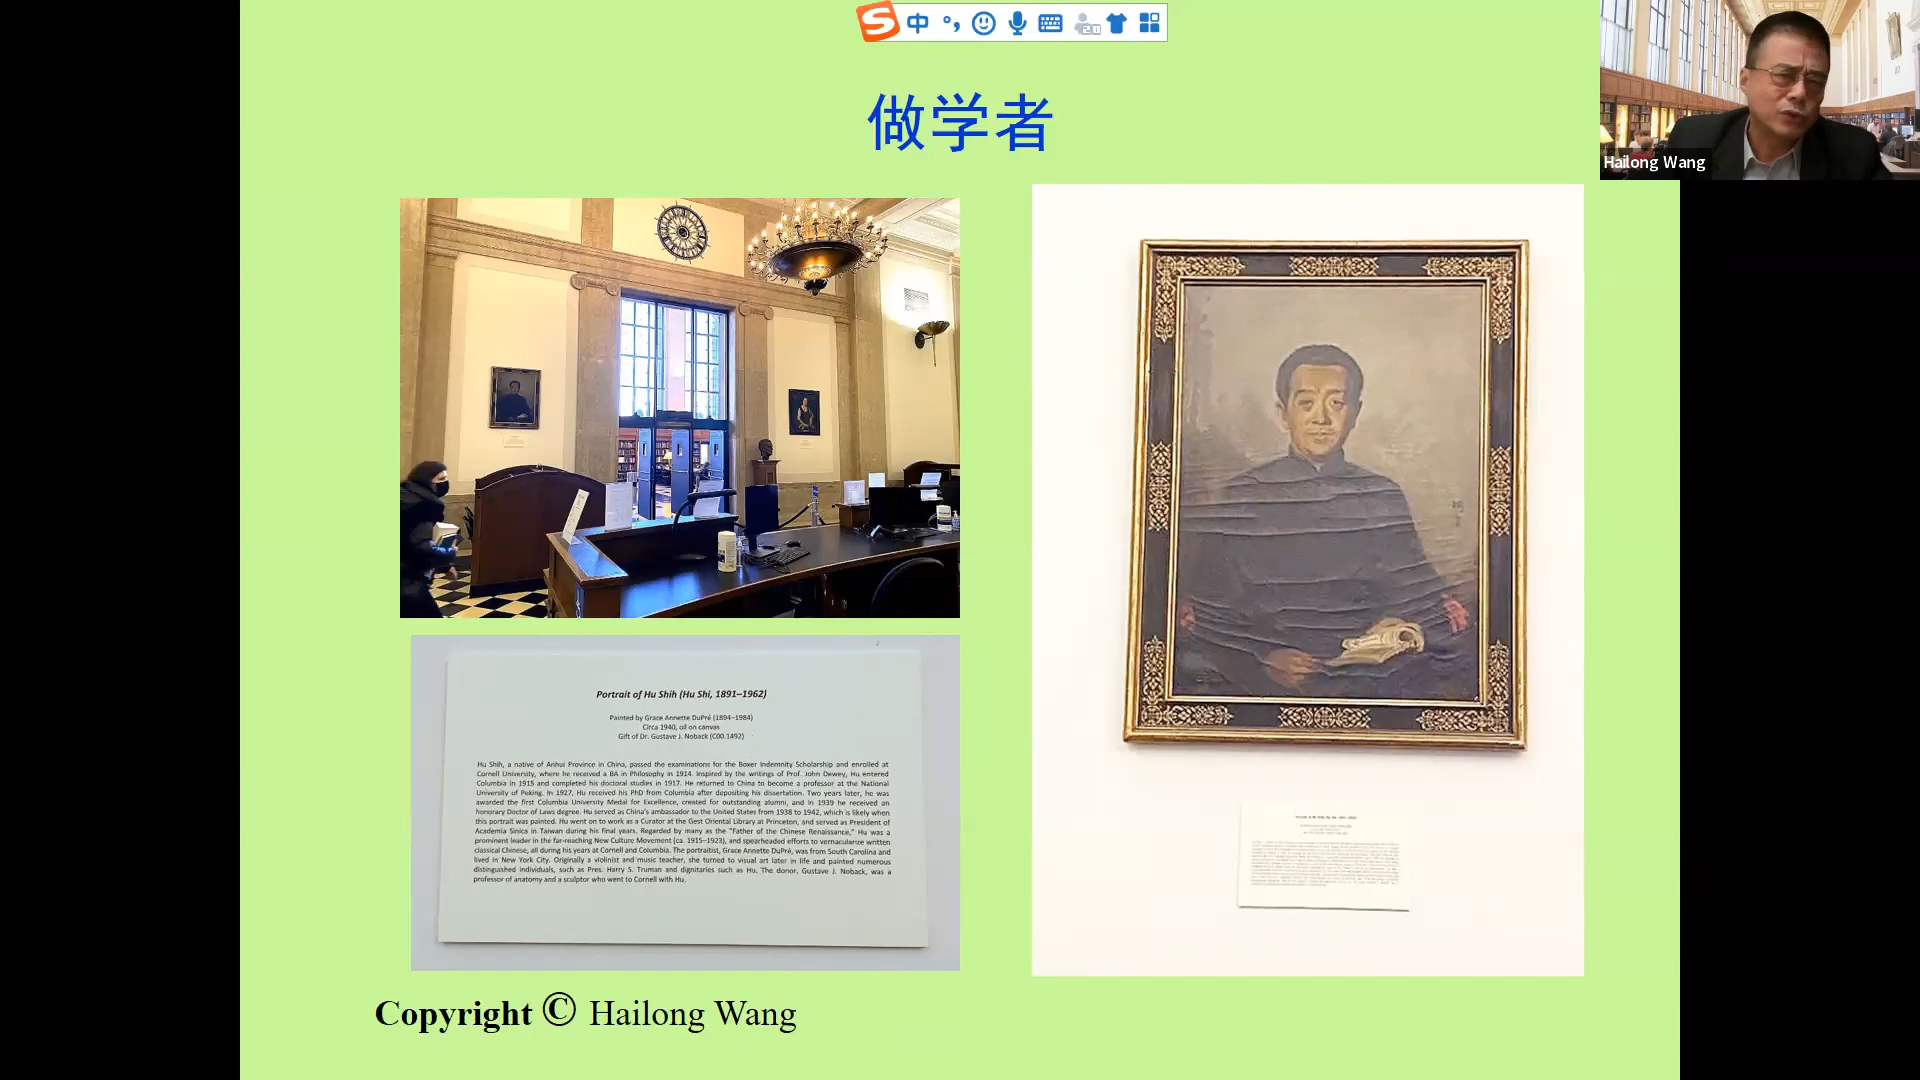 中
做学者
Hailong Wang
Portrait of Hu Shih (Hu Shi, 1891–1962)
Painted by Grace Annette DuPré (1894–1984)
Circa 1940, oil on canvas
Gift of Dr. Gustave J. Noback (C00.1492)
Hu Shih, a native of Anhui Province in China, passed the examinations for the Boxer Indemnity Scholarship and enrolled at
Cornell University, where he received a BA in Philosophy in 1914. Inspired by the writings of Prof. John Dewey, Hu entered
Columbia in 1915 and completed his doctoral studies in 1917. He returned to China to become a professor at the National
University of Peking. In 1927, Hu received his PhD from Columbia after depositing his dissertation. Two years later, he was
awarded the first Columbia University Medal for Excellence, created for outstanding alumni, and in 1939 he received an
honorary Doctor of Laws degree. Hu served as China's ambassador to the United States from 1938 to 1942, which is likely when
this portrait was painted. Hu went on to work as a Curator at the Gest Oriental Library at Princeton, and served as President of
Academia Sinica in Taiwan during his final years. Regarded by many as the "Father of the Chinese Renaissance," Hu was a
prominent leader in the far-reaching New Culture Movement (ca. 1915–1923), and spearheaded efforts to vernacularize written
classical Chinese, all during his years at Cornell and Columbia. The portraitist, Grace Annette DuPré, was from South Carolina and
lived in New York City. Originally a violinist and music teacher, she turned to visual art later in life and painted numerous
distinguished individuals, such as Pres. Harry S. Truman and dignitaries such as Hu. The donor, Gustave J. Noback, was a
professor of anatomy and a sculptor who went to Cornell with Hu.
Copyright © Hailong Wang